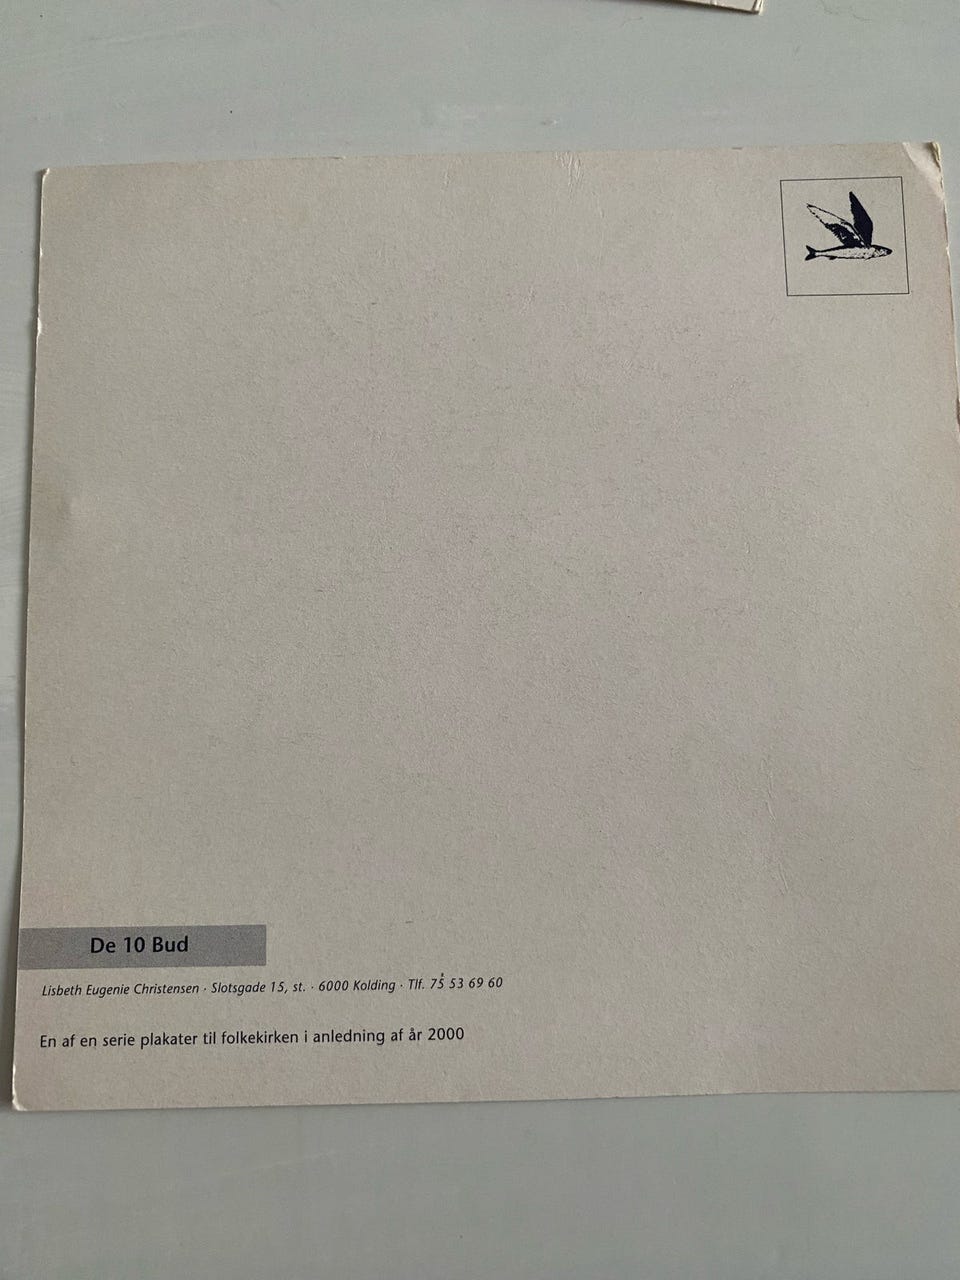 De 10 Bud
Lisbeth Eugenie Christensen · Slotsgade 15, st. · 6000 Kolding · Tlf. 75 53 69 60
En af en serie plakater til folkekirken i anledning af år 2000